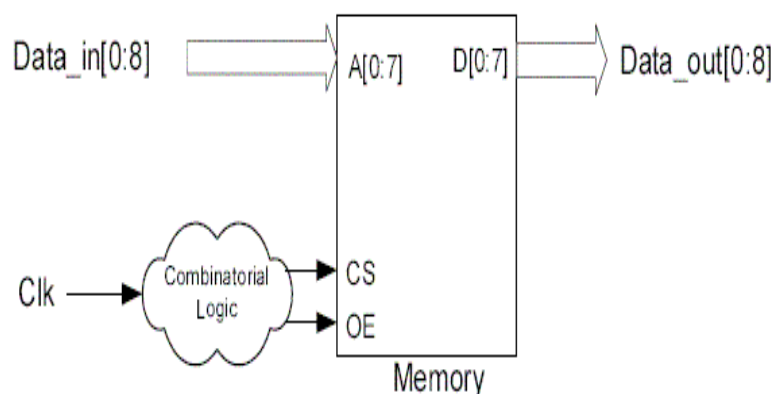 Data_in[0:8]
A[0:7]
D[0:7]
Data_out[0:8]
Combinatorial
Logic
Clk
CS
OE
Memory